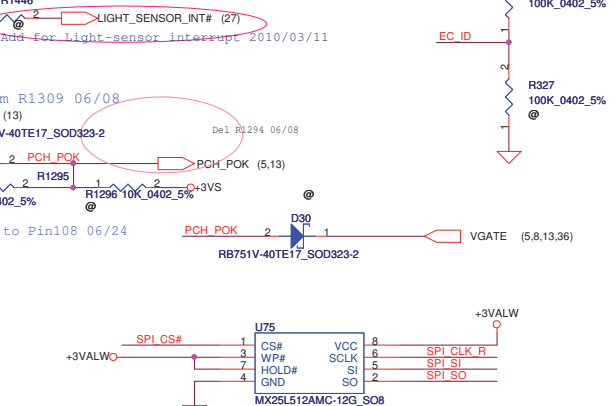 R1446
2
@
LIGHT_SENSOR_INT# (27)
Add for Light-sensor interrupt 2010/03/11
100K_0402_5%
1
EC_ID
2
R327
100K_0402_5%
@
1
m R1309 06/08
(13)
Del R1294 06/08
V-40TE17_SOD323-2
2 PCH_POK
PCH_POK (5,13)
R1295
2
1 2 +3VS
02_5%
R1296 10K_0402_5%
@
@
to Pin108 06/24
D30
PCH_POK 2 1
VGATE (5,8,13,36)
RB751V-40TE17_SOD323-2
+3VALW
U75
SPI_CS# 1 CS# VCC 8
+3VALW 3 WP# SCLK 6 SPI_CLK_R
7 HOLD# SI 5 SPI_SI
4 GND SO 2 SPI_SO
MX25L512AMC-12G_SO8